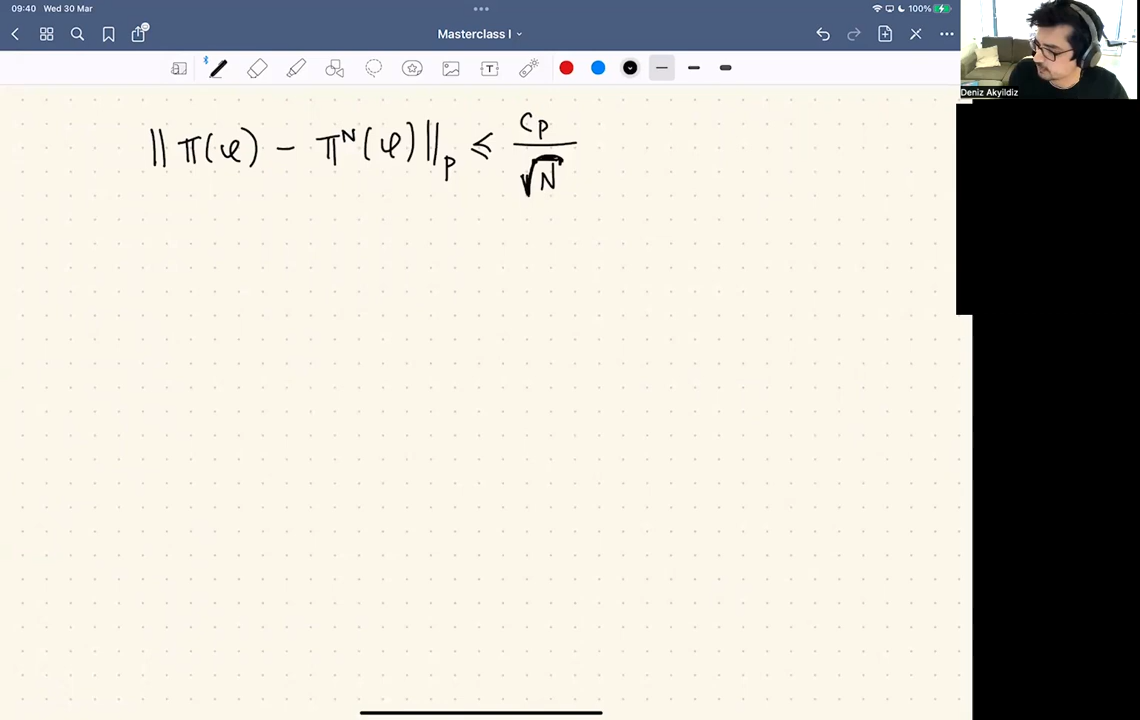 09:40 Wed 30 Mar
100%
Masterclass I
Deniz Akyildiz
‖ π(φ) − π^N(φ) ‖_p ≤ c_p / √N